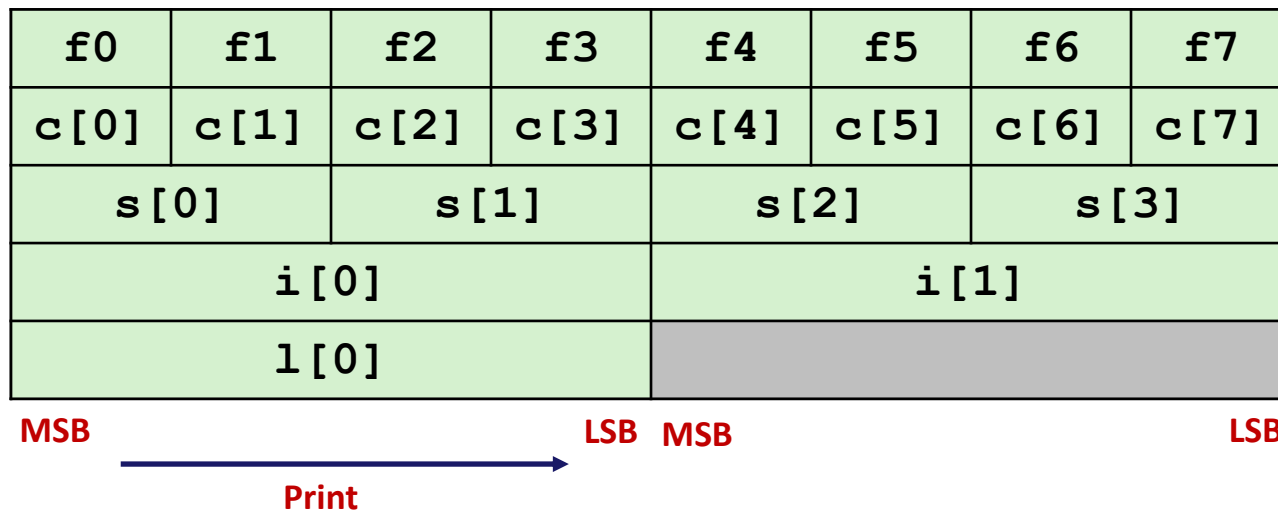 f0 f1 f2 f3 f4 f5 f6 f7
c[0] c[1] c[2] c[3] c[4] c[5] c[6] c[7]
s[0] s[1] s[2] s[3]
i[0] i[1]
l[0]
MSB LSB MSB LSB
Print